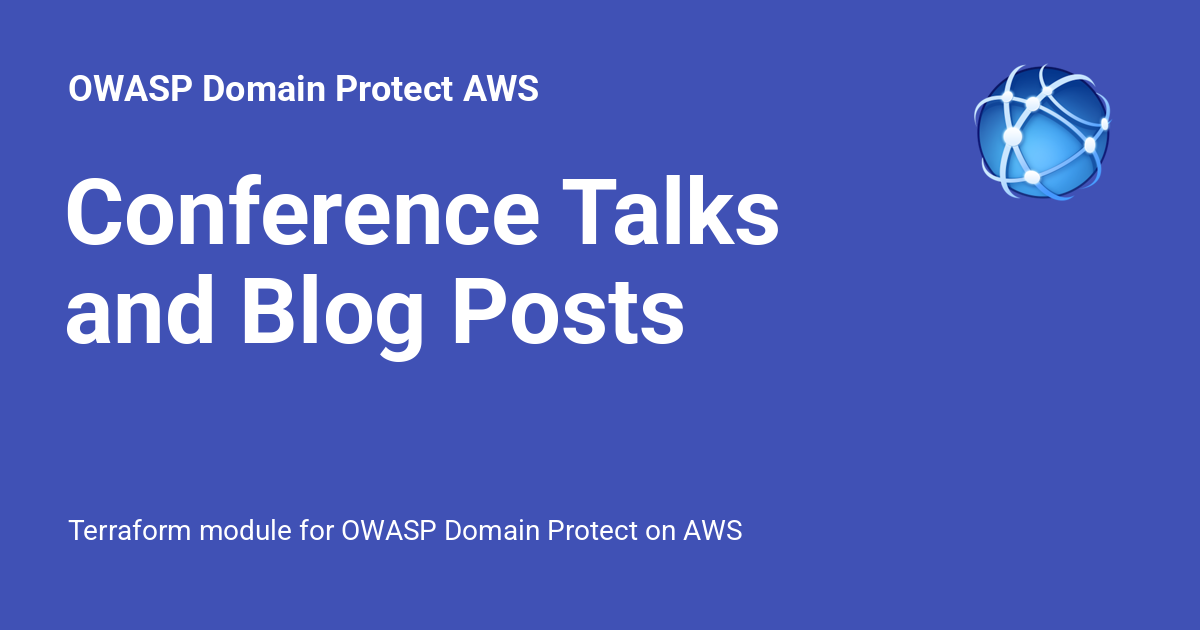 OWASP Domain Protect AWS
Conference Talks
and Blog Posts
Terraform module for OWASP Domain Protect on AWS